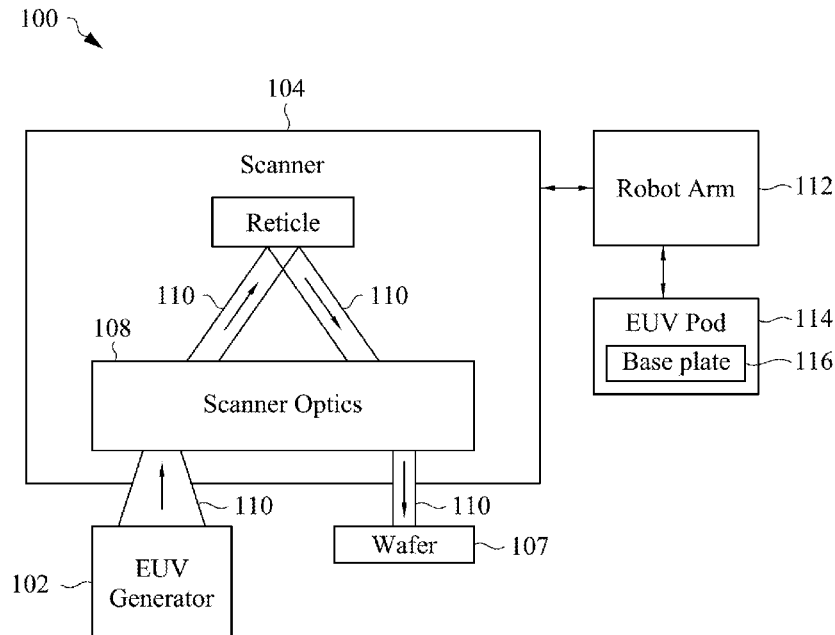 100
104
Scanner
Reticle
Robot Arm
112
110
110
108
EUV Pod
114
Base plate
116
Scanner Optics
110
110
Wafer
107
102
EUV
Generator